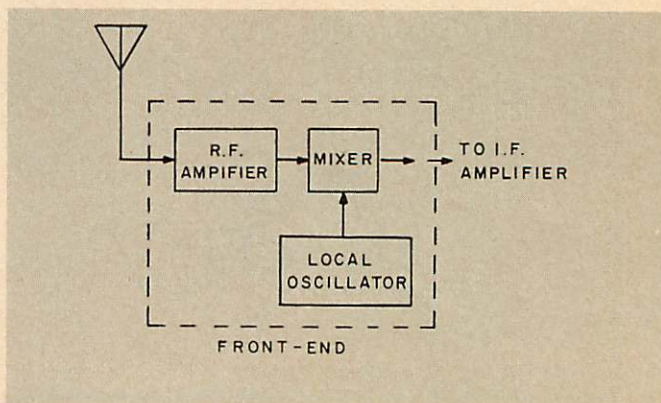 R.F.
AMPIFIER
MIXER
TO I.F.
AMPLIFIER
LOCAL
OSCILLATOR
FRONT-END